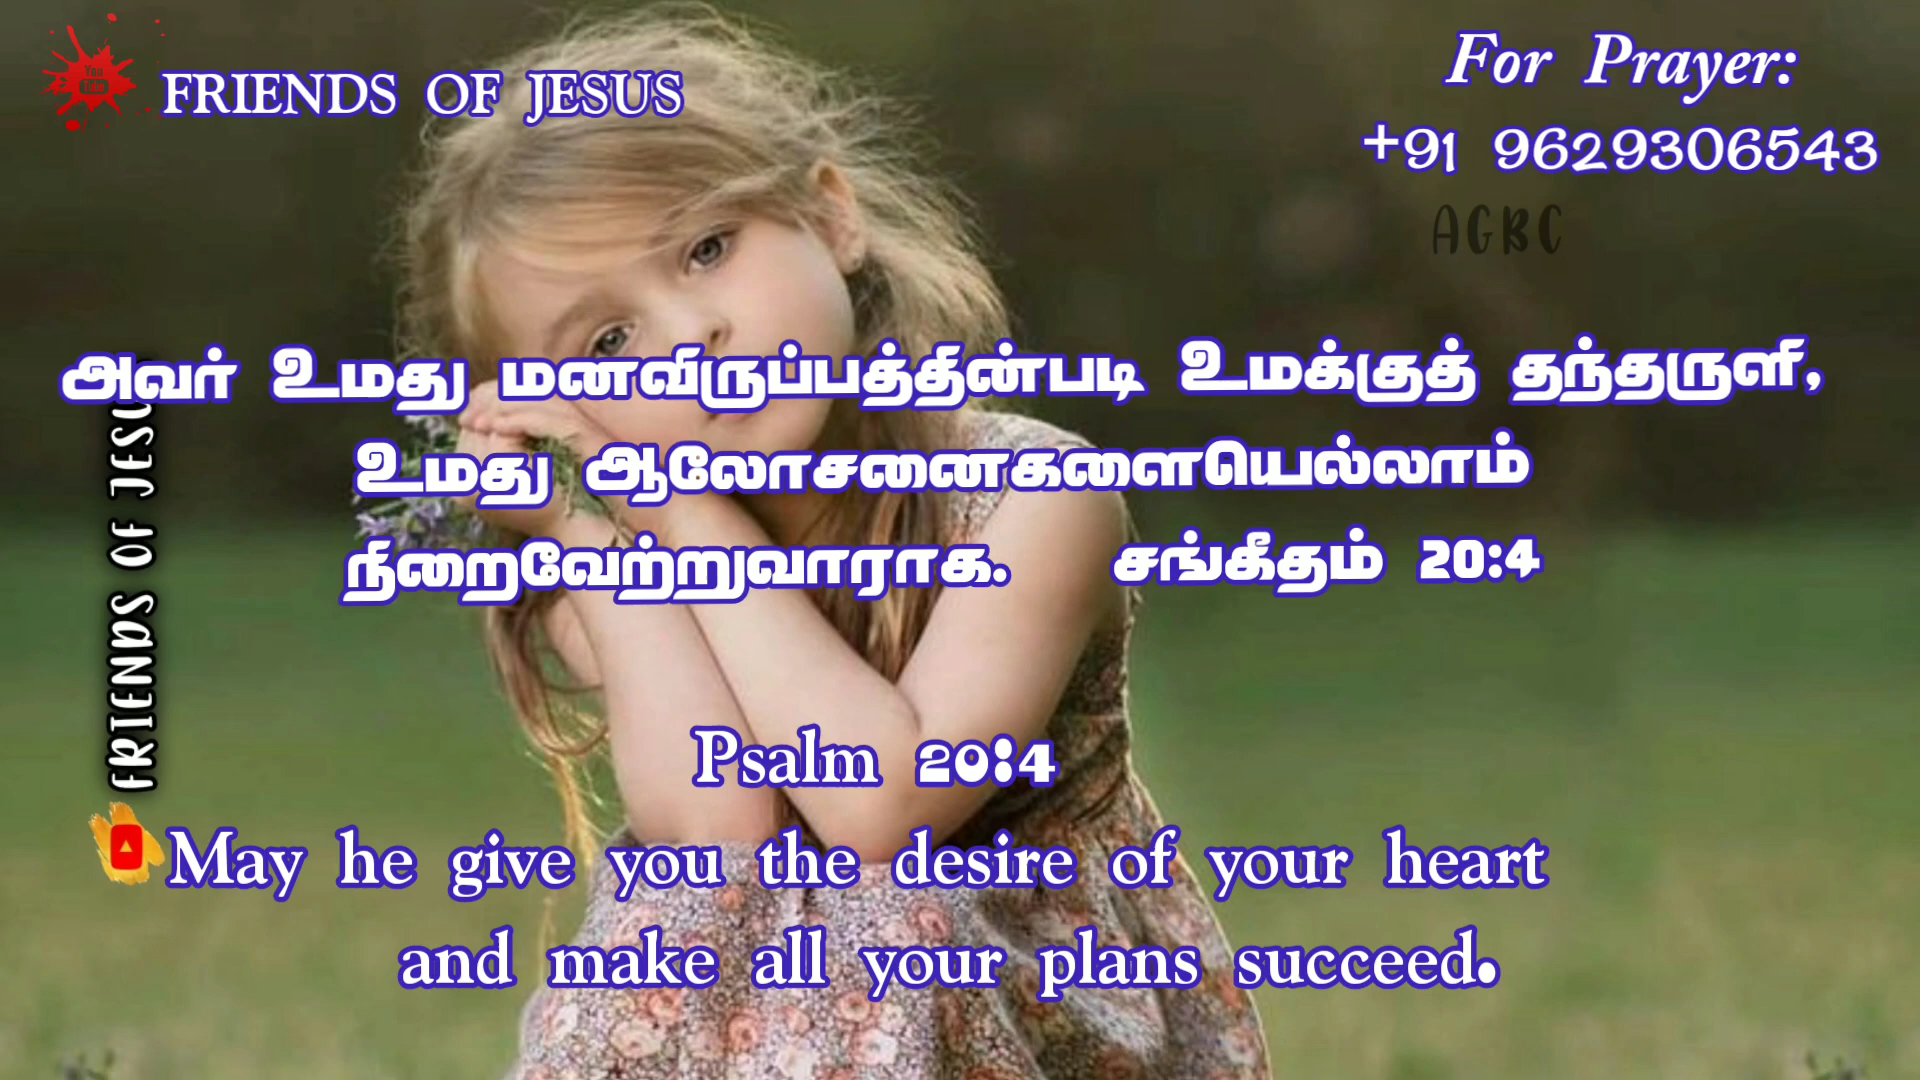 You
Tube
FRIENDS OF JESUS
For Prayer:
+91 9629306543
AGBC
அவர் உமது மனவிருப்பத்தின்படி உமக்குத் தந்தருளி,
உமது ஆலோசனைகளையெல்லாம்
நிறைவேற்றுவாராக. சங்கீதம் 20:4
FRIENDS OF JESUS
Psalm 20:4
May he give you the desire of your heart
and make all your plans succeed.